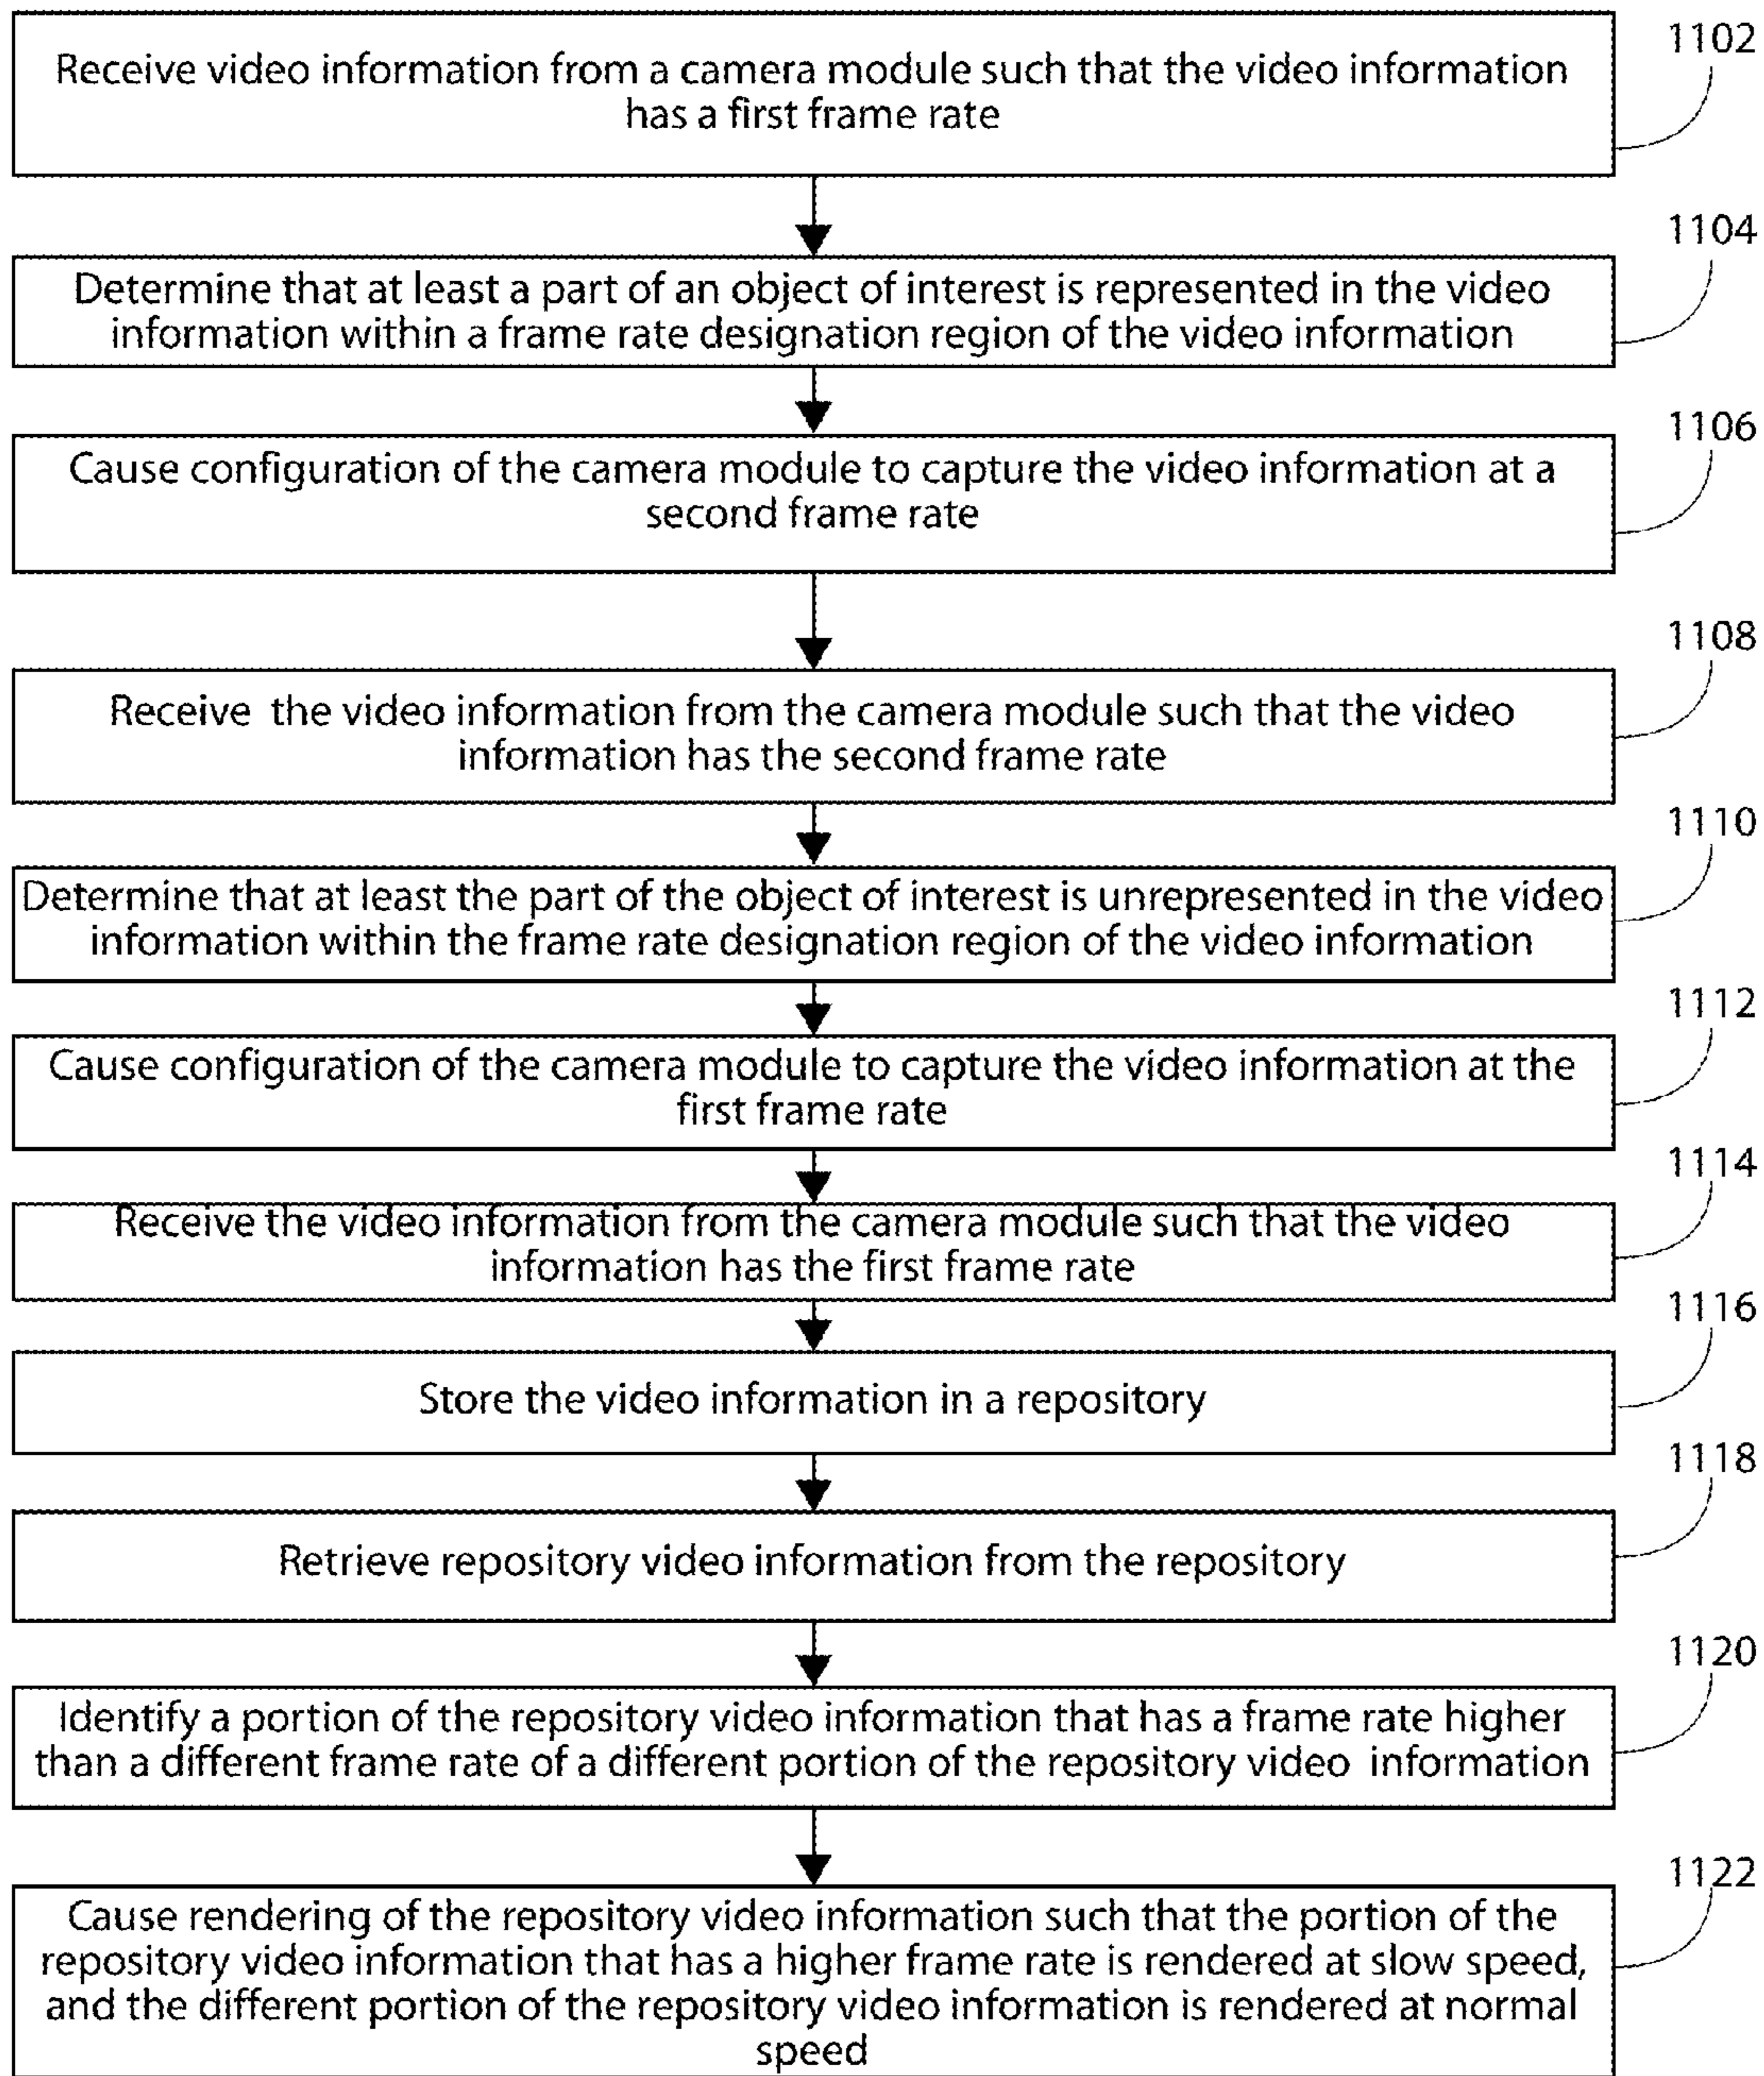 1102
Receive video information from a camera module such that the video information
has a first frame rate
1104
Determine that at least a part of an object of interest is represented in the video
information within a frame rate designation region of the video information
1106
Cause configuration of the camera module to capture the video information at a
second frame rate
1108
Receive the video information from the camera module such that the video
information has the second frame rate
1110
Determine that at least the part of the object of interest is unrepresented in the video
information within the frame rate designation region of the video information
1112
Cause configuration of the camera module to capture the video information at the
first frame rate
1114
Receive the video information from the camera module such that the video
information has the first frame rate
1116
Store the video information in a repository
1118
Retrieve repository video information from the repository
1120
Identify a portion of the repository video information that has a frame rate higher
than a different frame rate of a different portion of the repository video information
1122
Cause rendering of the repository video information such that the portion of the
repository video information that has a higher frame rate is rendered at slow speed,
and the different portion of the repository video information is rendered at normal
speed